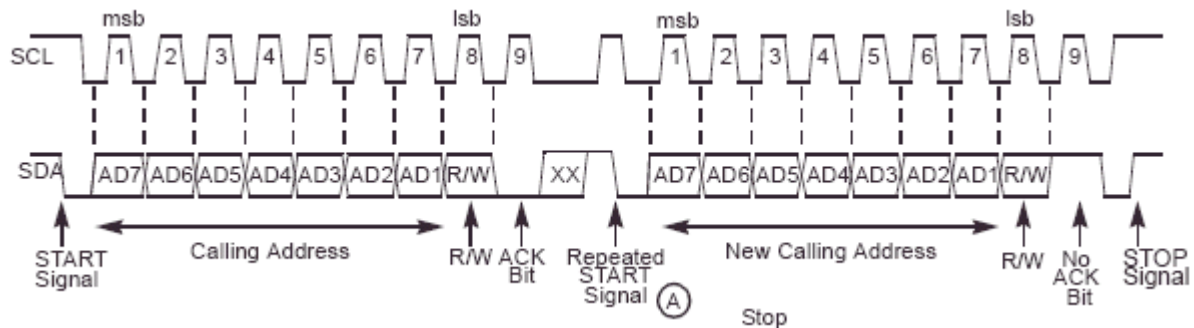 msb lsb msb lsb
SCL 1 2 3 4 5 6 7 8 9 1 2 3 4 5 6 7 8 9
SDA AD7 AD6 AD5 AD4 AD3 AD2 AD1 R/W XX AD7 AD6 AD5 AD4 AD3 AD2 AD1 R/W
START Signal
Calling Address
R/W
ACK Bit
Repeated START Signal
A
New Calling Address
R/W
No ACK Bit
STOP Signal
Stop